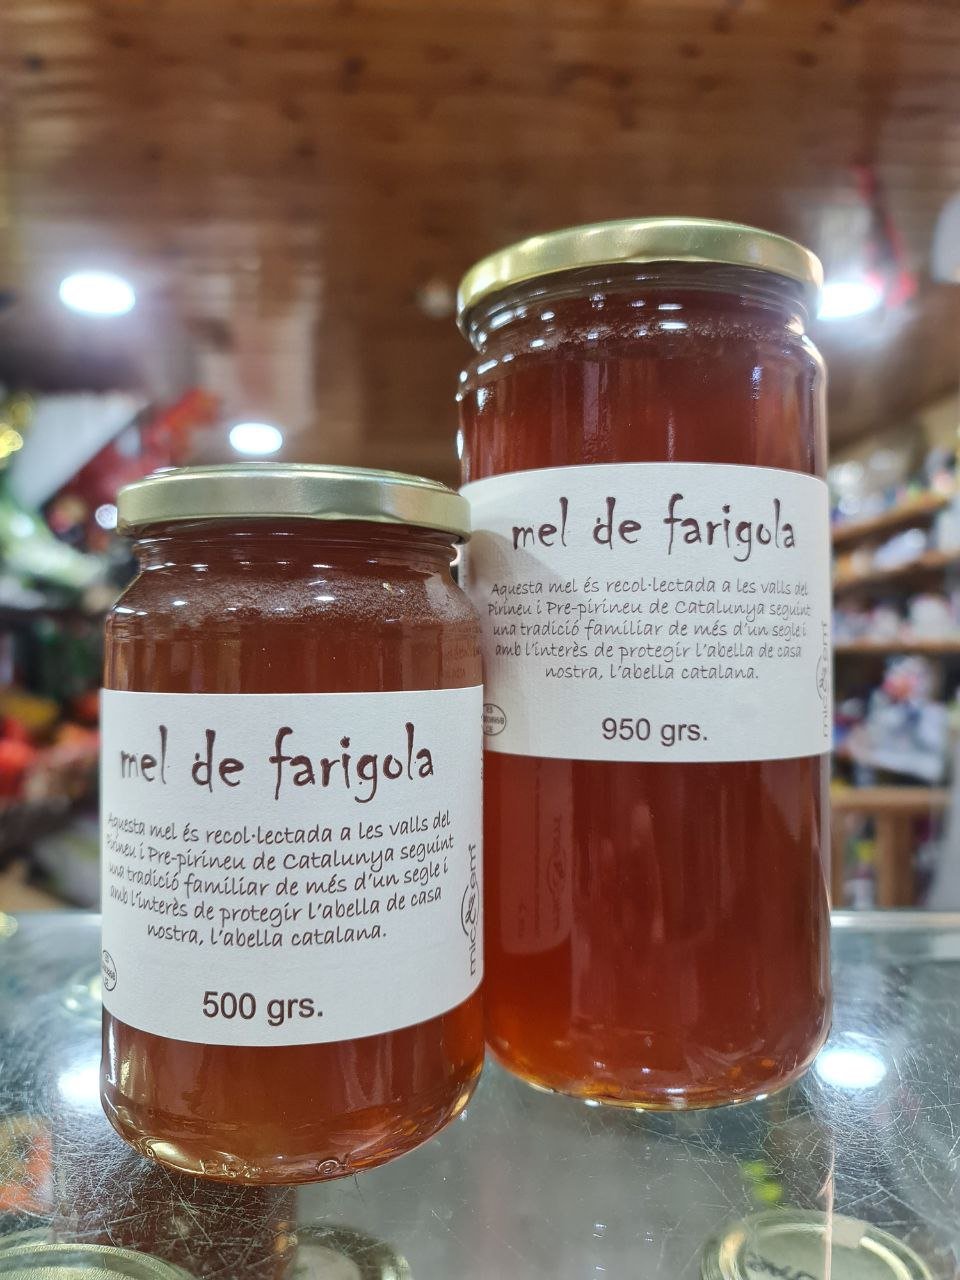 mel de farigola
Aquesta mel és recol·lectada a les valls del
Pirineu i Pre-pirineu de Catalunya seguint
una tradició familiar de més d'un segle i
amb l'interès de protegir l'abella de casa
nostra, l'abella catalana.
500 grs.
mel de farigola
Aquesta mel és recol·lectada a les valls del
Pirineu i Pre-pirineu de Catalunya seguint
una tradició familiar de més d'un segle i
amb l'interès de protegir l'abella de casa
nostra, l'abella catalana.
950 grs.